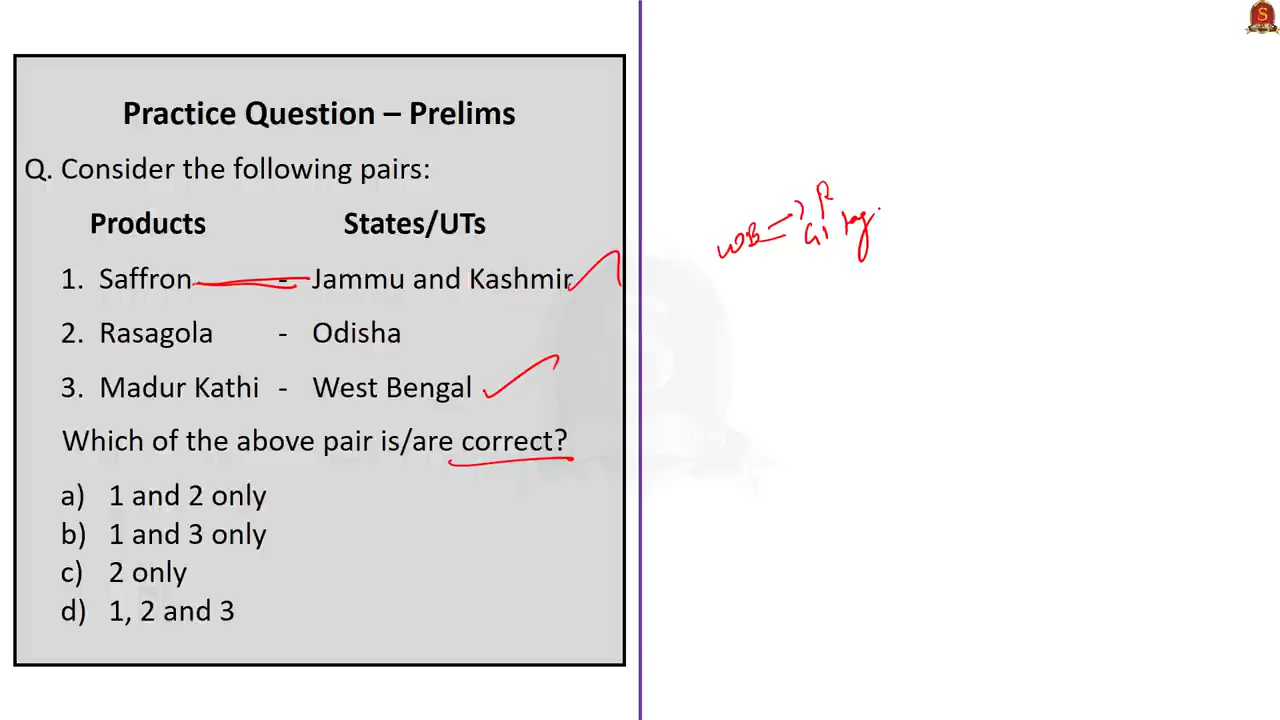 Practice Question – Prelims
Q. Consider the following pairs:
Products States/UTs
1. Saffron - Jammu and Kashmir
2. Rasagola - Odisha
3. Madur Kathi - West Bengal
Which of the above pair is/are correct?
a) 1 and 2 only
b) 1 and 3 only
c) 2 only
d) 1, 2 and 3
R
WB GI tag
S